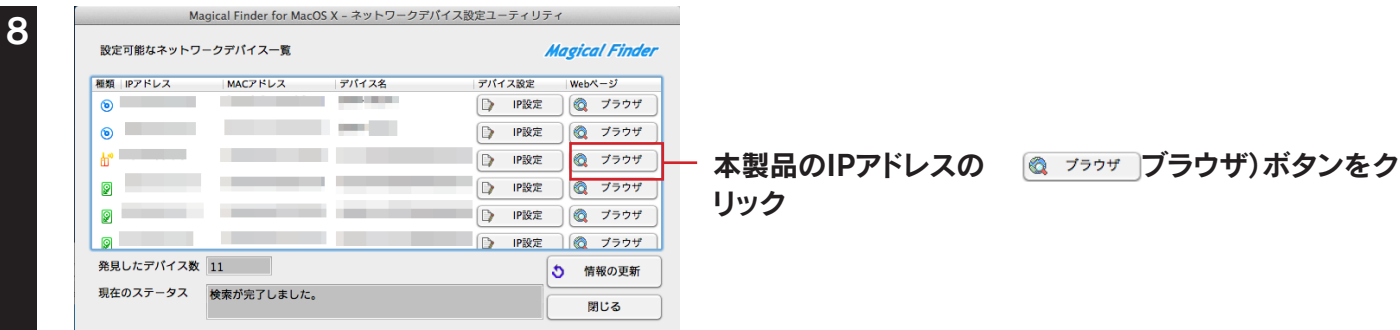 8
Magical Finder for MacOS X – ネットワークデバイス設定ユーティリティ
設定可能なネットワークデバイス一覧
Magical Finder
種類 IPアドレス MACアドレス デバイス名 デバイス設定 Webページ
IP設定 ブラウザ
IP設定 ブラウザ
IP設定 ブラウザ
IP設定 ブラウザ
IP設定 ブラウザ
IP設定 ブラウザ
発見したデバイス数 11
情報の更新
現在のステータス 検索が完了しました。
閉じる
本製品のIPアドレスの ブラウザ ブラウザ)ボタンをク
リック